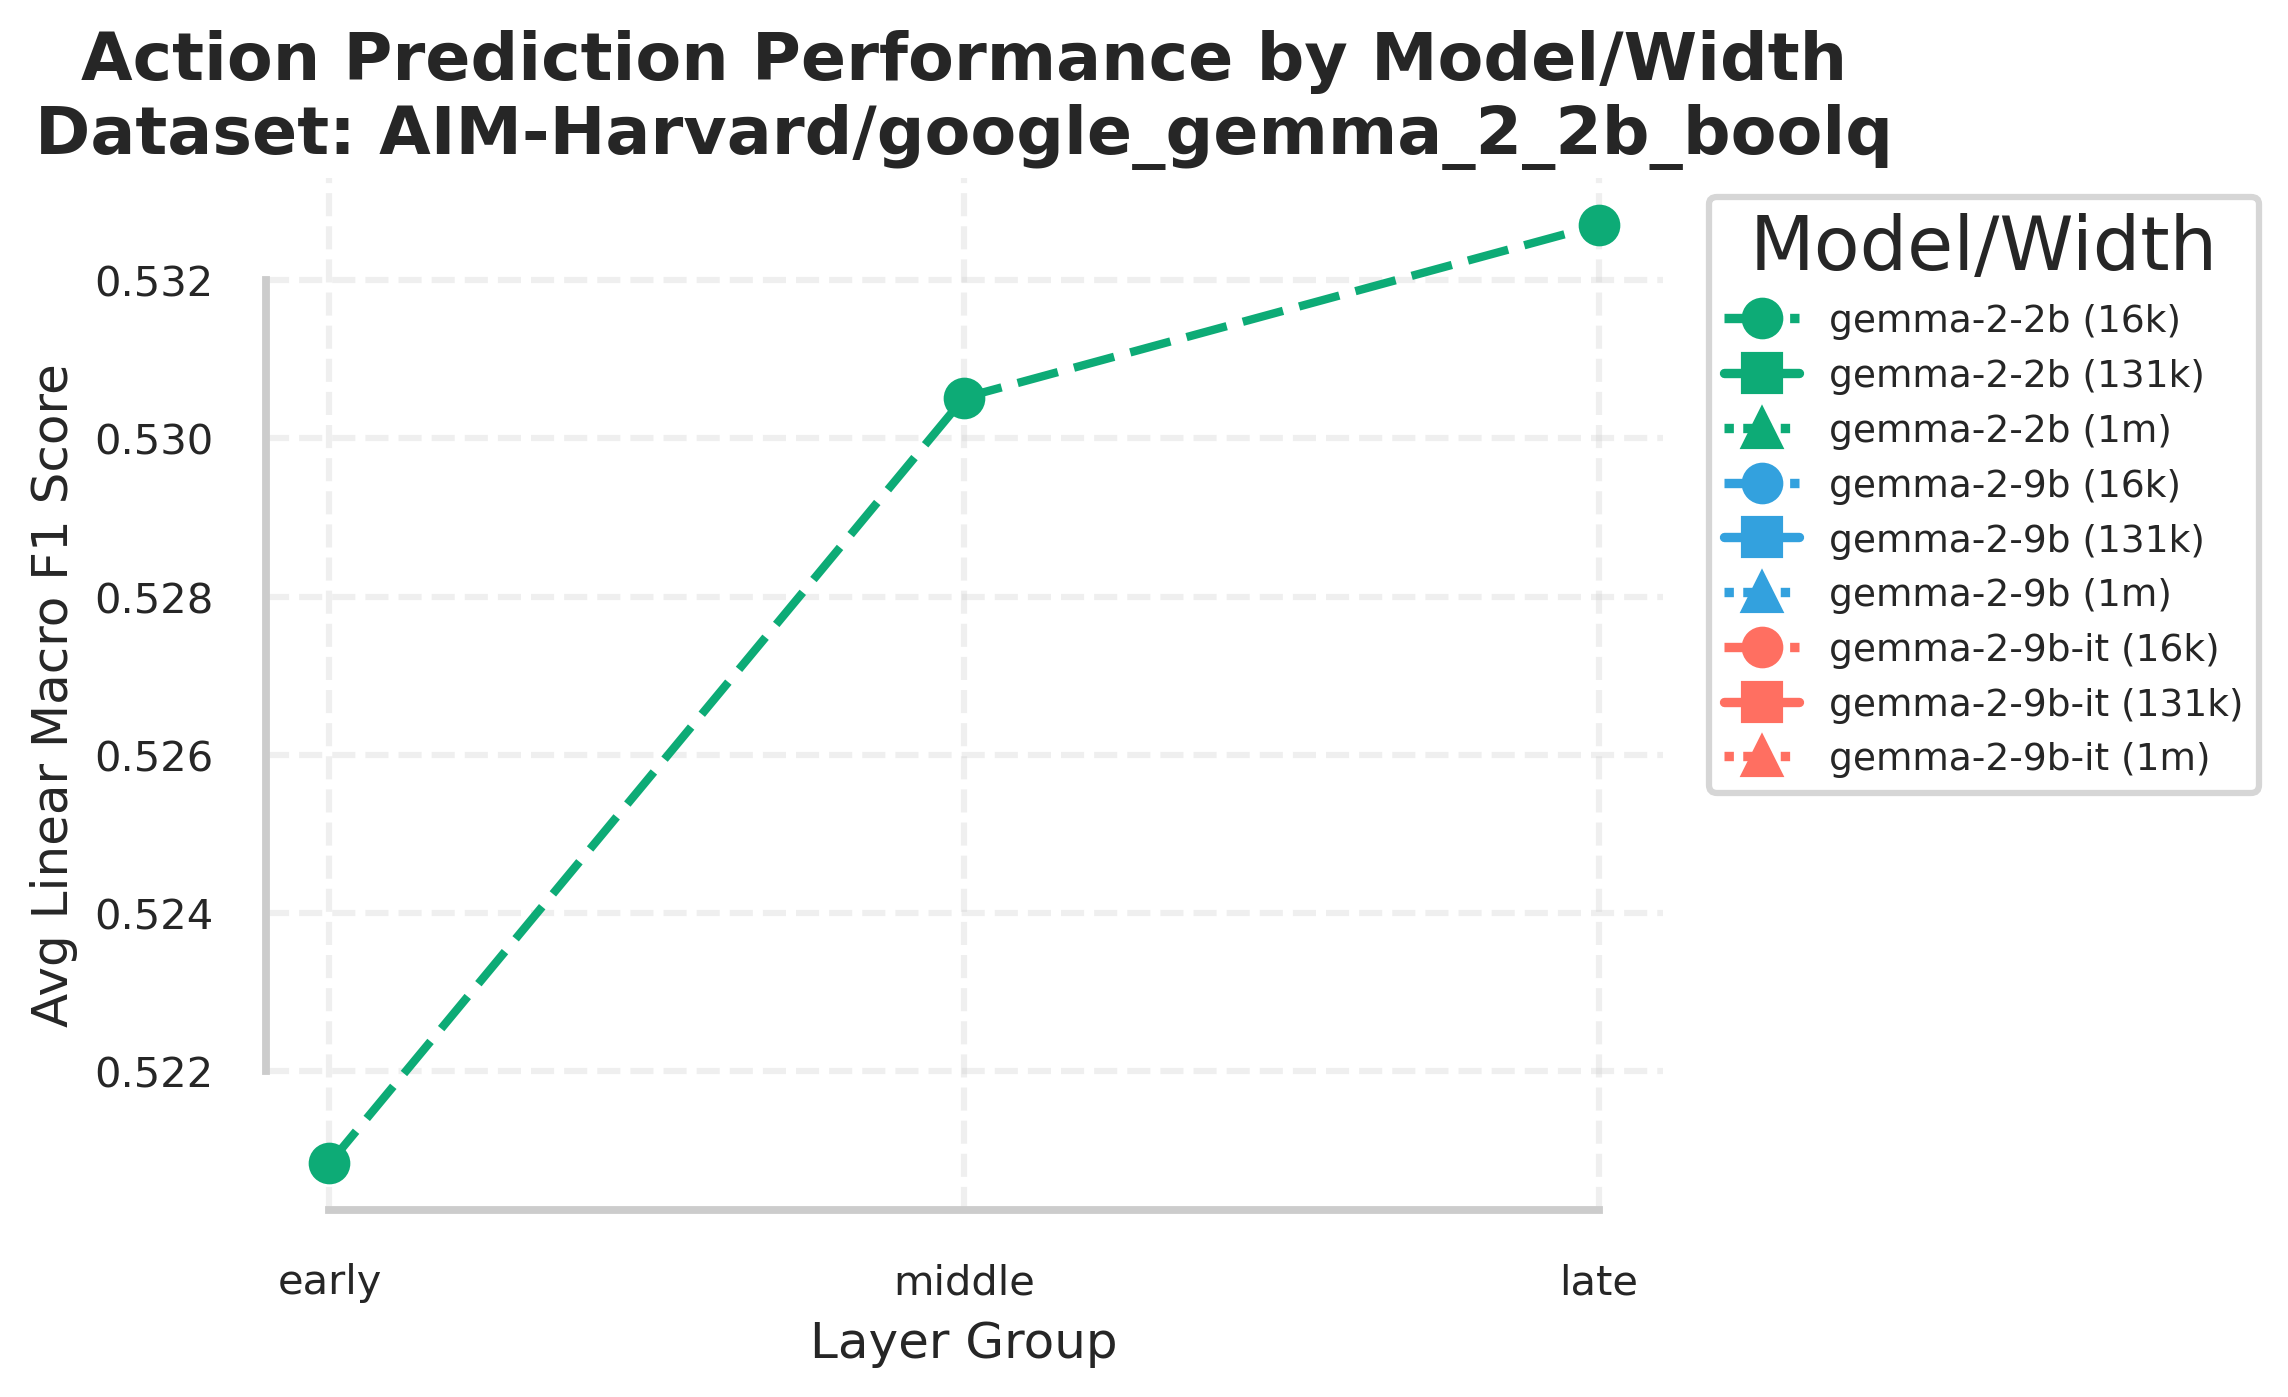 Action Prediction Performance by Model/Width
Dataset: AIM-Harvard/google_gemma_2_2b_boolq
Avg Linear Macro F1 Score
0.532
0.530
0.528
0.526
0.524
0.522
early
middle
late
Layer Group
Model/Width
gemma-2-2b (16k)
gemma-2-2b (131k)
gemma-2-2b (1m)
gemma-2-9b (16k)
gemma-2-9b (131k)
gemma-2-9b (1m)
gemma-2-9b-it (16k)
gemma-2-9b-it (131k)
gemma-2-9b-it (1m)